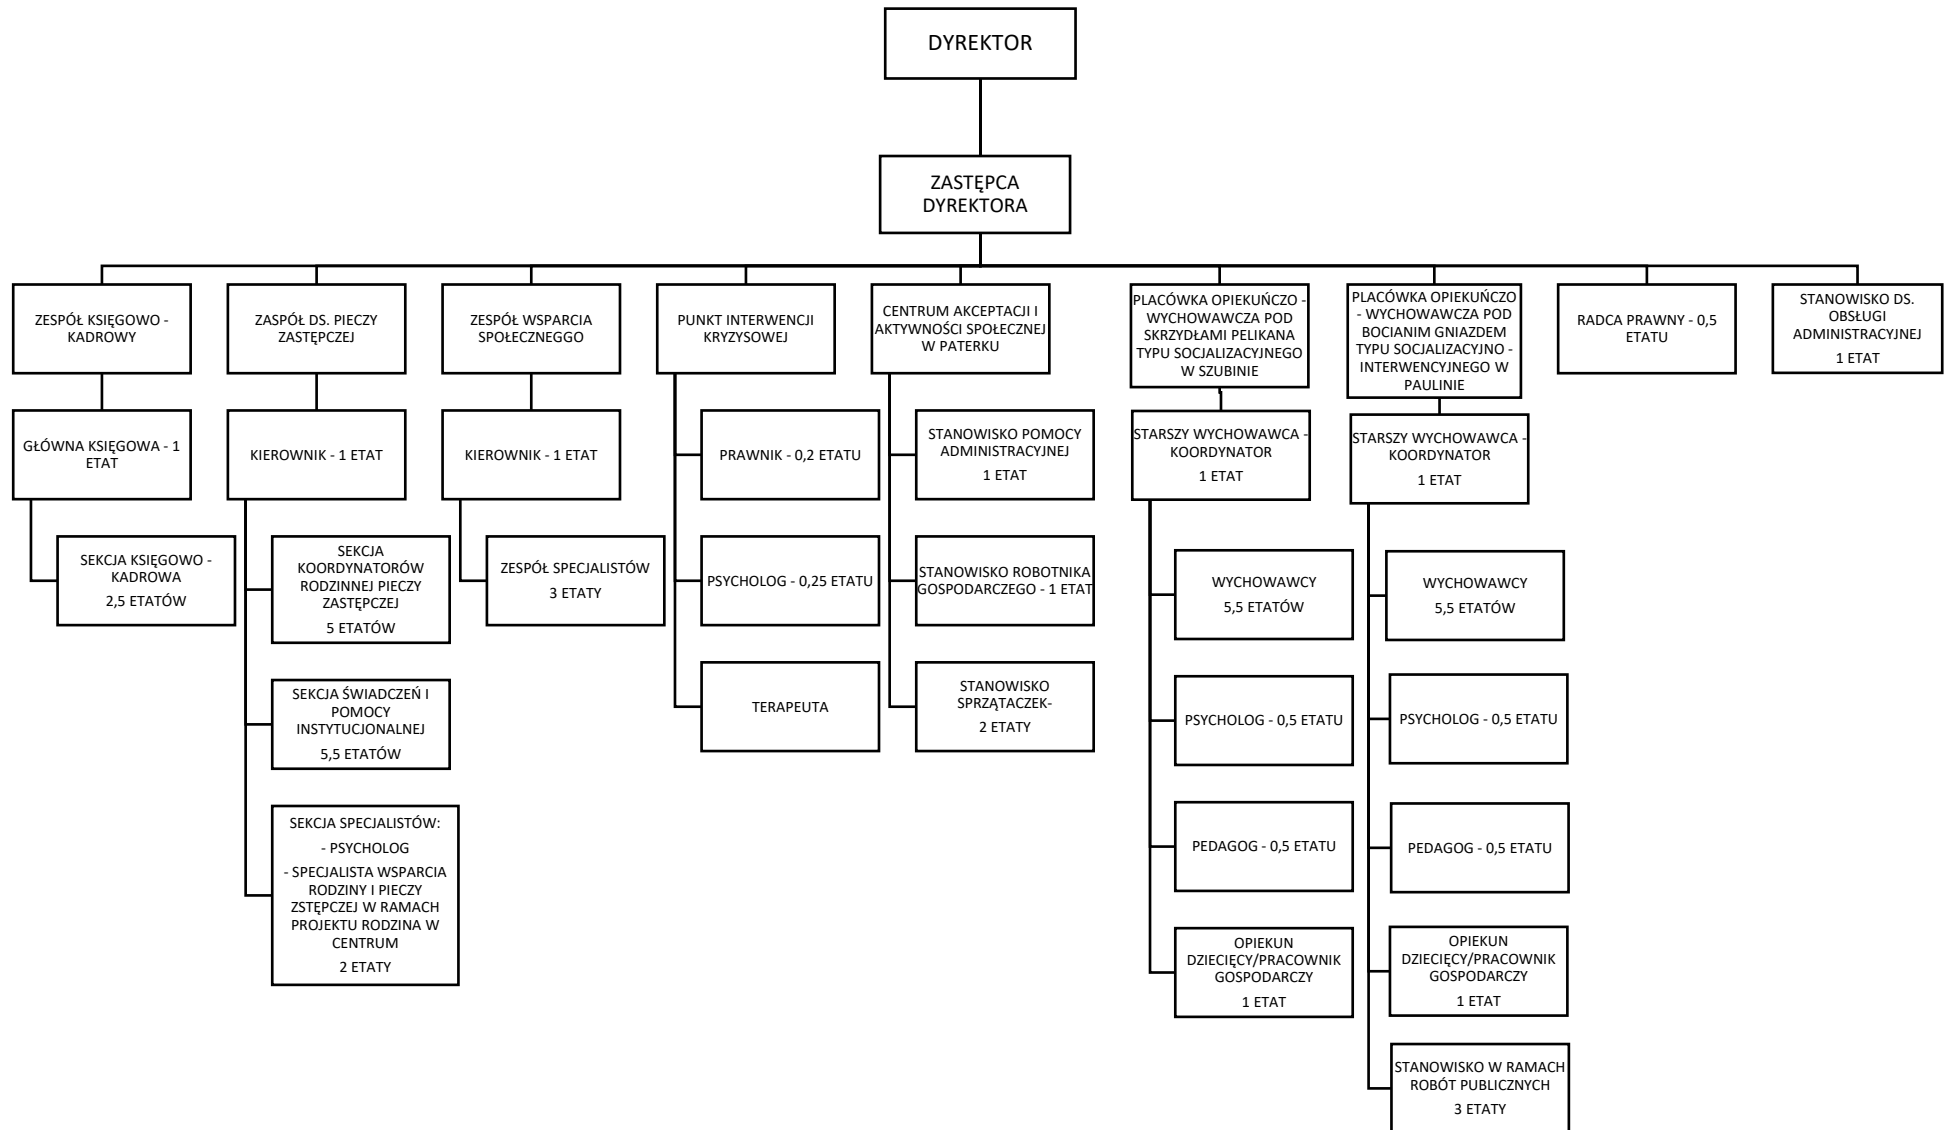 DYREKTOR
ZASTĘPCA
DYREKTORA
ZESPÓŁ KSIĘGOWO -
KADROWY
GŁÓWNA KSIĘGOWA - 1
ETAT
SEKCJA KSIĘGOWO -
KADROWA
2,5 ETATÓW
ZASPÓŁ DS. PIECZY
ZASTĘPCZEJ
KIEROWNIK - 1 ETAT
SEKCJA
KOORDYNATORÓW
RODZINNEJ PIECZY
ZASTĘPCZEJ
5 ETATÓW
SEKCJA ŚWIADCZEŃ I
POMOCY
INSTYTUCJONALNEJ
5,5 ETATÓW
SEKCJA SPECJALISTÓW:
- PSYCHOLOG
- SPECJALISTA WSPARCIA
RODZINY I PIECZY
ZSTĘPCZEJ W RAMACH
PROJEKTU RODZINA W
CENTRUM
2 ETATY
ZESPÓŁ WSPARCIA
SPOŁECZNEGGO
KIEROWNIK - 1 ETAT
ZESPÓŁ SPECJALISTÓW
3 ETATY
PUNKT INTERWENCJI
KRYZYSOWEJ
PRAWNIK - 0,2 ETATU
PSYCHOLOG - 0,25 ETATU
TERAPEUTA
CENTRUM AKCEPTACJI I
AKTYWNOŚCI SPOŁECZNEJ
W PATERKU
STANOWISKO POMOCY
ADMINISTRACYJNEJ
1 ETAT
STANOWISKO ROBOTNIKA
GOSPODARCZEGO - 1 ETAT
STANOWISKO
SPRZĄTACZEK-
2 ETATY
PLACÓWKA OPIEKUŃCZO -
WYCHOWAWCZA POD
SKRZYDŁAMI PELIKANA
TYPU SOCJALIZACYJNEGO
W SZUBINIE
STARSZY WYCHOWAWCA -
KOORDYNATOR
1 ETAT
WYCHOWAWCY
5,5 ETATÓW
PSYCHOLOG - 0,5 ETATU
PEDAGOG - 0,5 ETATU
OPIEKUN
DZIECIĘCY/PRACOWNIK
GOSPODARCZY
1 ETAT
PLACÓWKA OPIEKUŃCZO
- WYCHOWAWCZA POD
BOCIANIM GNIAZDEM
TYPU SOCJALIZACYJNO -
INTERWENCYJNEGO W
PAULINIE
STARSZY WYCHOWAWCA -
KOORDYNATOR
1 ETAT
WYCHOWAWCY
5,5 ETATÓW
PSYCHOLOG - 0,5 ETATU
PEDAGOG - 0,5 ETATU
OPIEKUN
DZIECIĘCY/PRACOWNIK
GOSPODARCZY
1 ETAT
STANOWISKO W RAMACH
ROBÓT PUBLICZNYCH
3 ETATY
RADCA PRAWNY - 0,5
ETATU
STANOWISKO DS.
OBSŁUGI
ADMINISTRACYJNEJ
1 ETAT